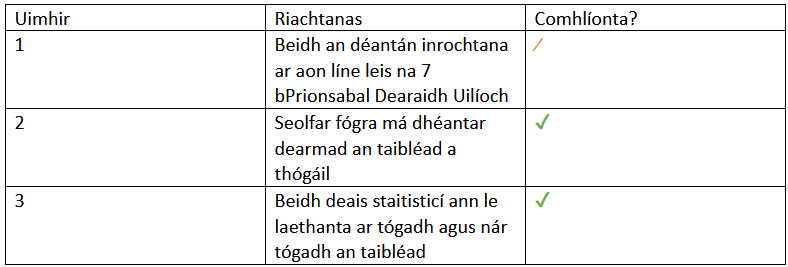 Uimhir Riachtanas Comhlíonta?
1 Beidh an déantán inrochtana /
ar aon líne leis na 7
bPrionsabal Dearaidh Uilíoch
2 Seolfar fógra má dhéantar ✓
dearmad an taibléad a
thógáil
3 Beidh deais staitisticí ann le ✓
laethanta ar tógadh agus nár
tógadh an taibléad